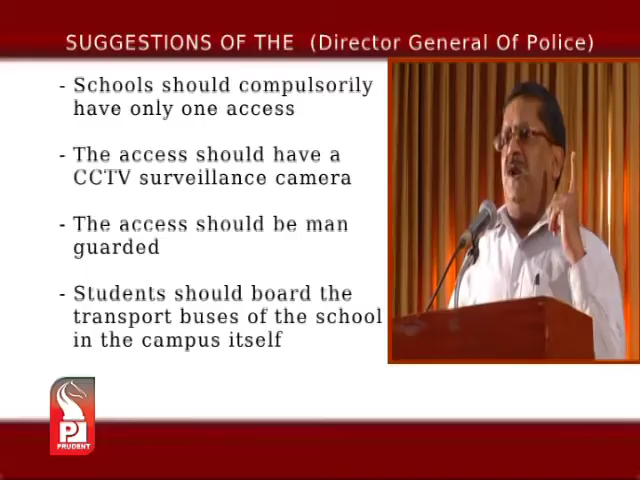 SUGGESTIONS OF THE (Director General Of Police)
- Schools should compulsorily
have only one access
- The access should have a
CCTV surveillance camera
- The access should be man
guarded
- Students should board the
transport buses of the school
in the campus itself
P
PRUDENT